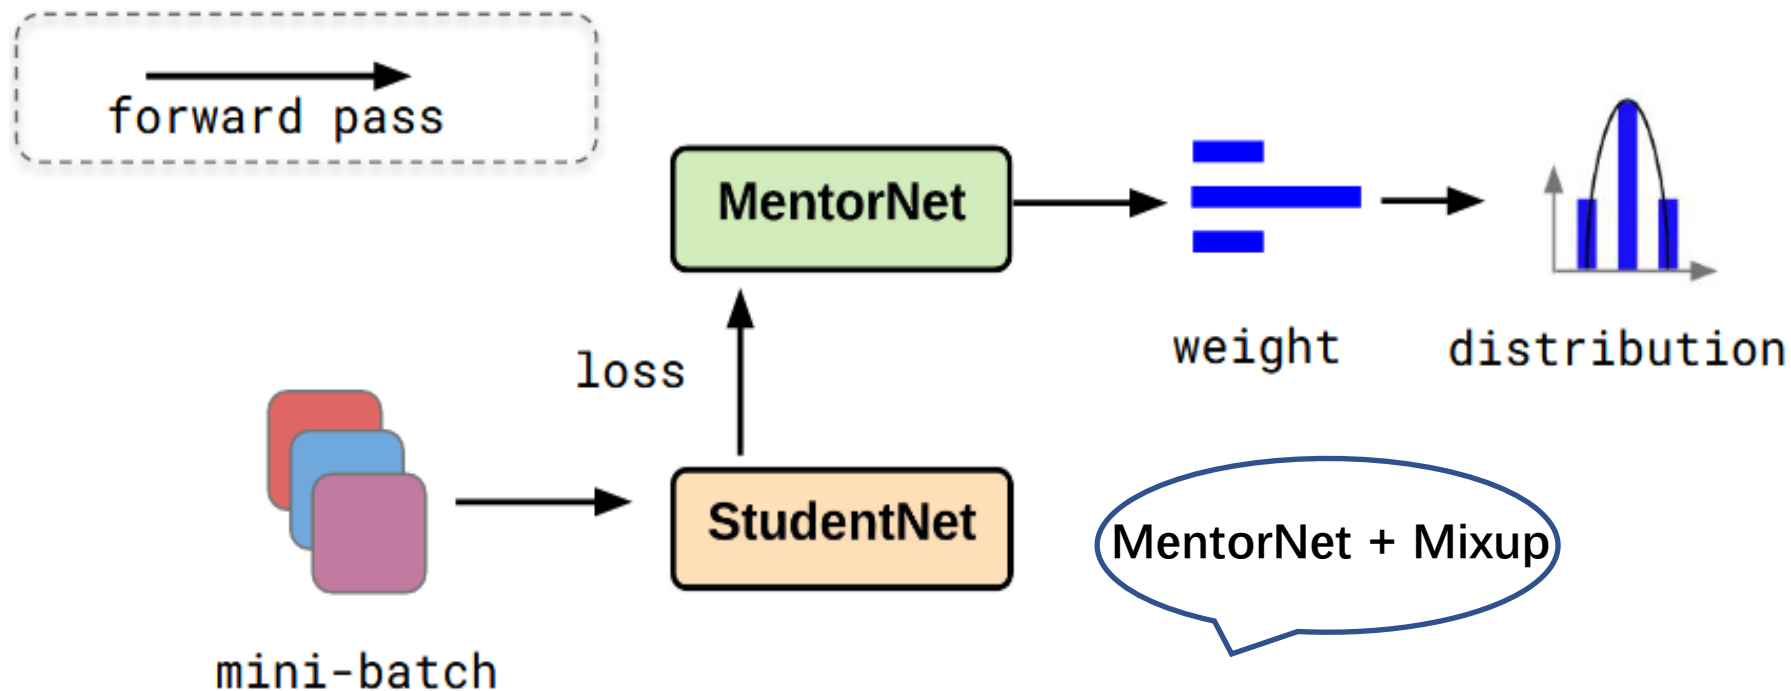 forward pass
MentorNet
weight
distribution
loss
StudentNet
MentorNet + Mixup
mini-batch